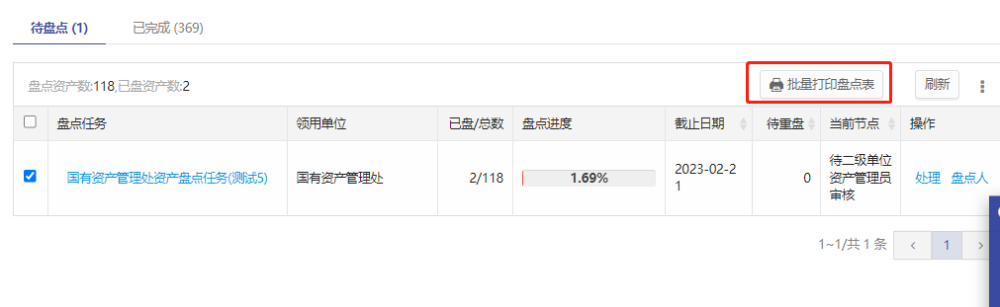 待盘点 (1) 已完成 (369)
盘点资产数:118,已盘资产数:2 批量打印盘点表 刷新
盘点任务 领用单位 已盘/总数 盘点进度 截止日期 待重盘 当前节点 操作
国有资产管理处资产盘点任务(测试5) 国有资产管理处 2/118 1.69% 2023-02-2 0 待二级单位 处理 盘点人
1 资产管理员
审核
1~1/共 1 条 1